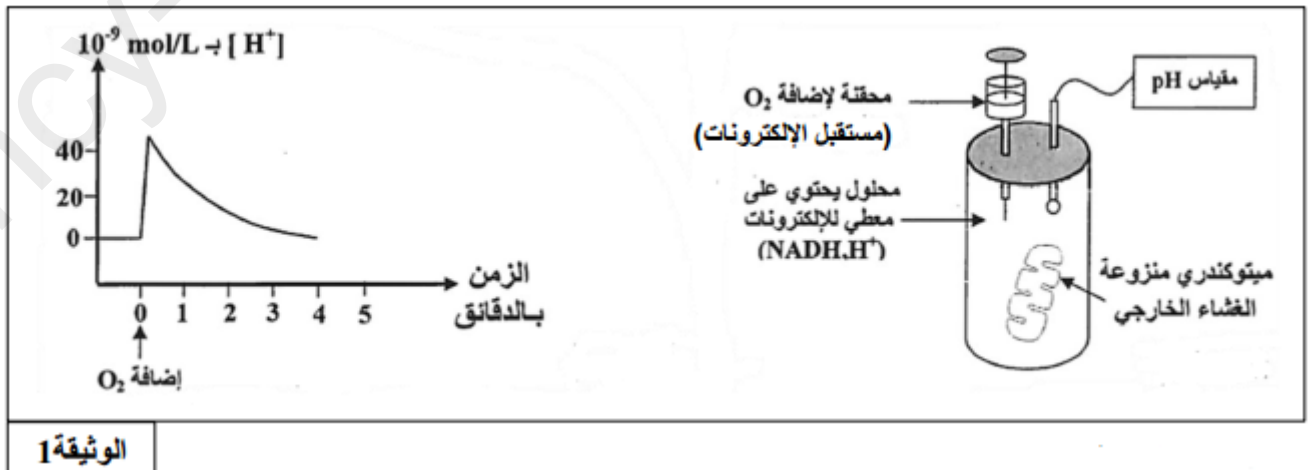 [ H⁺] بـ 10⁻⁹ mol/L
40
20
0
0 1 2 3 4 5
الزمن
بالدقائق
إضافة O₂
مقياس pH
محقنة لإضافة O₂
(مستقبل الإلكترونات)
محلول يحتوي على
معطي للإلكترونات
(NADH.H⁺)
ميتوكندري منزوعة
الغشاء الخارجي
الوثيقة1